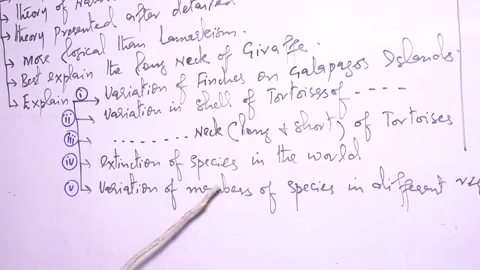 Theory of Natu
Theory Presented after detailed
More logical than Lamarckism.
Best explain the long Neck of Giraffe.
Explain
(i) Variation of Finches on Galapagos Islands.
(ii) Variation in shell of Tortoises of ----
(iii) .......... Neck (long & short) of Tortoises
(iv) extinction of species in the world
(v) Variation of members of species in different